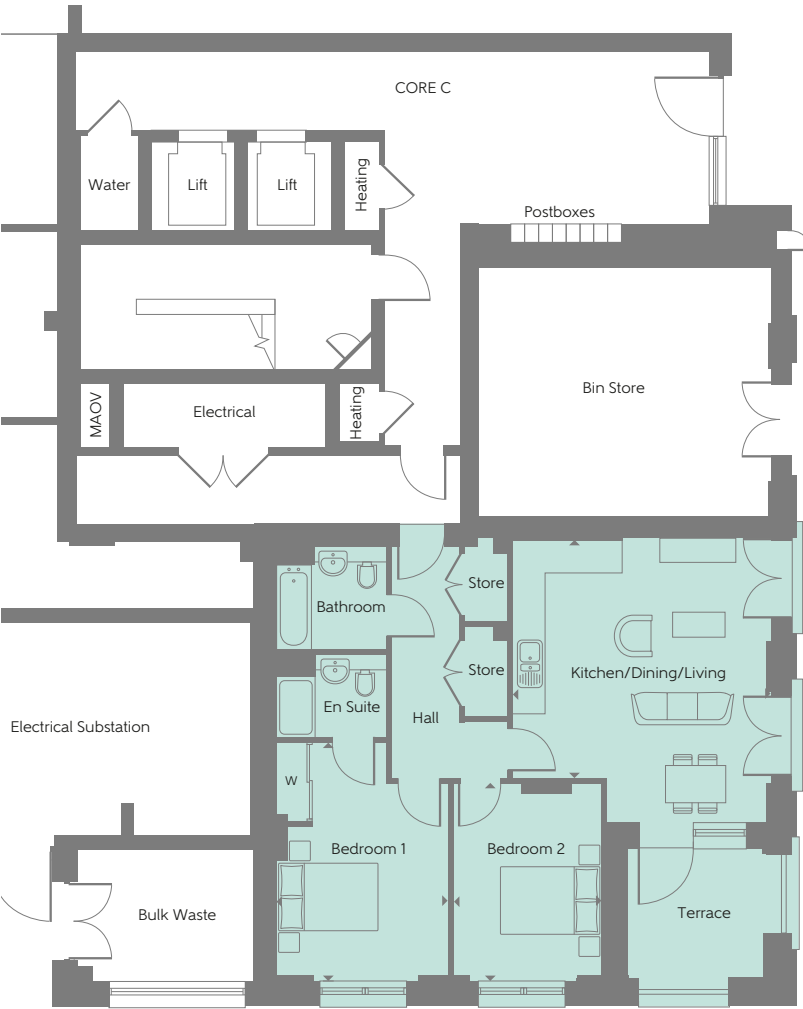 CORE C
Water
Lift
Lift
Heating
Postboxes
Bin Store
MAOV
Electrical
Heating
Bathroom
Store
Store
Kitchen/Dining/Living
En Suite
Hall
Electrical Substation
W
Bedroom 1
Bedroom 2
Bulk Waste
Terrace